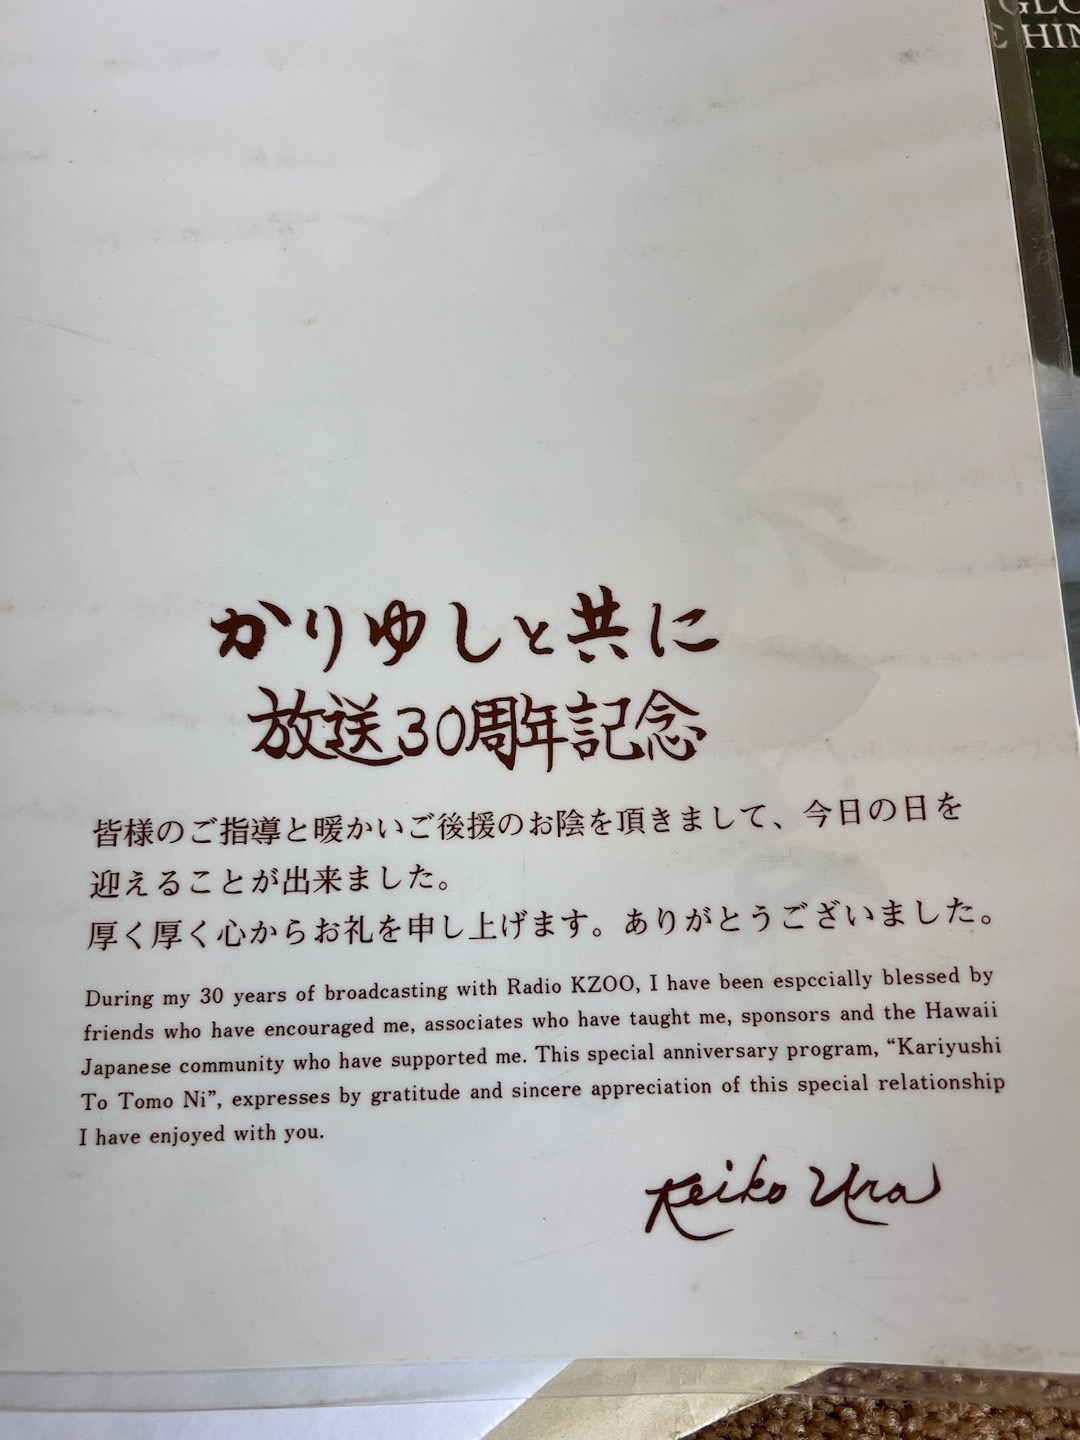 GLO
E HIN
かりゆしと共に
放送30周年記念
皆様のご指導と暖かいご後援のお陰を頂きまして、今日の日を
迎えることが出来ました。
厚く厚く心からお礼を申し上げます。ありがとうございました。
During my 30 years of broadcasting with Radio KZOO, I have been espccially blessed by
friends who have encouraged me, associates who have taught me, sponsors and the Hawaii
Japanese community who have supported me. This special anniversary program, “Kariyushi
To Tomo Ni”, expresses by gratitude and sincere appreciation of this special relationship
I have enjoyed with you.
Keiko Ura